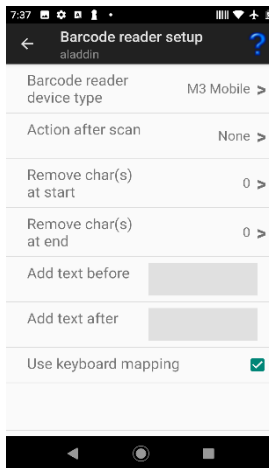 7:37
Barcode reader setup
aladdin
?
Barcode reader
device type
M3 Mobile >
Action after scan
None >
Remove char(s)
at start
0 >
Remove char(s)
at end
0 >
Add text before
Add text after
Use keyboard mapping